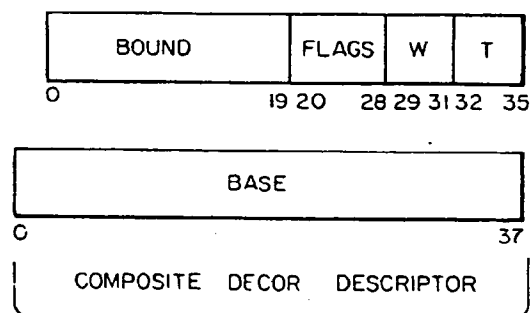 BOUND FLAGS W T
0 19 20 28 29 31 32 35
BASE
0 37
COMPOSITE DECOR DESCRIPTOR